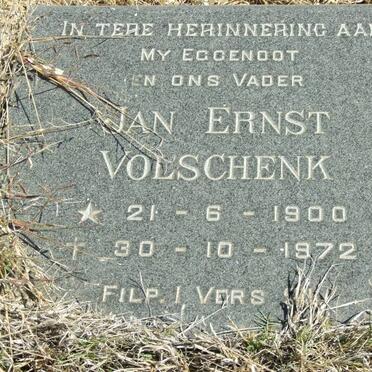 IN TERE HERINNERING AAN
MY EGGENOOT
EN ONS VADER
JAN ERNST
VOLSCHENK
★ 21 - 6 - 1900
† 30 - 10 - 1972
FILP. 1 VERS